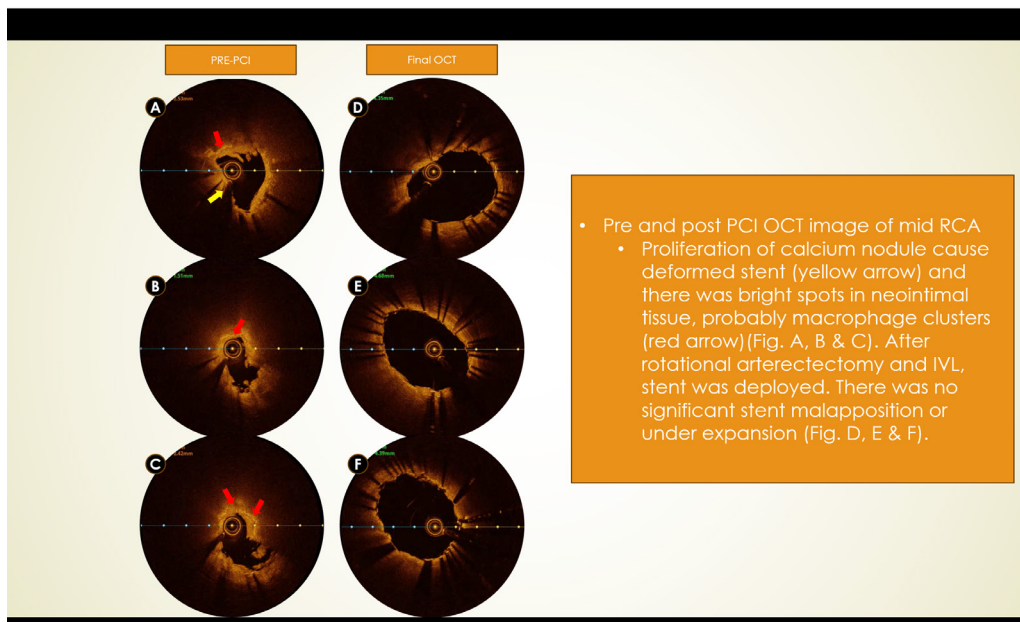 PRE-PCI
Final OCT
A
D
B
E
C
F
• Pre and post PCI OCT image of mid RCA
• Proliferation of calcium nodule cause
deformed stent (yellow arrow) and
there was bright spots in neointimal
tissue, probably macrophage clusters
(red arrow)(Fig. A, B & C). After
rotational arterectectomy and IVL,
stent was deployed. There was no
significant stent malapposition or
under expansion (Fig. D, E & F).